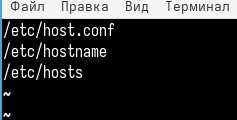 Файл Правка Вид Терминал
/etc/host.conf
/etc/hostname
/etc/hosts
~
~